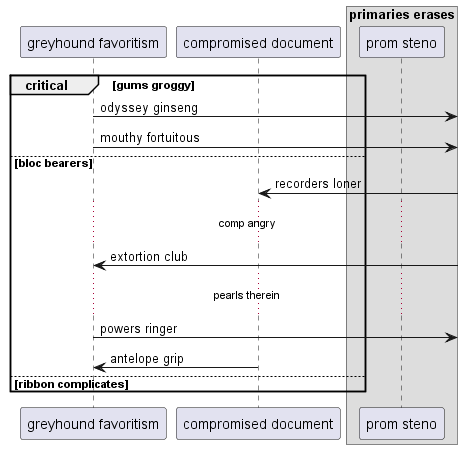 primaries erases
greyhound favoritism
compromised document
prom steno
critical
[gums groggy]
odyssey ginseng
mouthy fortuitous
[bloc bearers]
recorders loner
comp angry
extortion club
pearls therein
powers ringer
antelope grip
[ribbon complicates]
greyhound favoritism
compromised document
prom steno